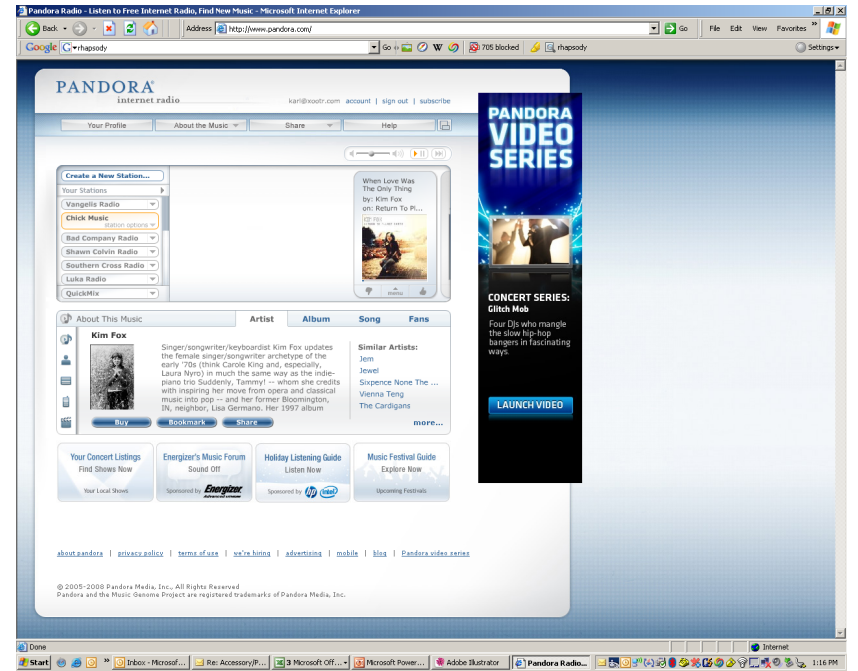 Pandora Radio - Listen to Free Internet Radio, Find New Music - Microsoft Internet Explorer
Back Address http://www.pandora.com/ Go File Edit View Favorites »
Google rhapsody Go 705 blocked rhapsody Settings
PANDORA
internet radio
kari@xootr.com account | sign out | subscribe
Your Profile About the Music Share Help
Create a New Station...
Your Stations
Vangelis Radio
Chick Music
station options
Bad Company Radio
Shawn Colvin Radio
Southern Cross Radio
Luka Radio
QuickMix
When Love Was
The Only Thing
by: Kim Fox
on: Return To Pl...
menu
PANDORA
VIDEO
SERIES
CONCERT SERIES:
Glitch Mob
Four DJs who mangle
the slow hip-hop
bangers in fascinating
ways.
LAUNCH VIDEO
About This Music Artist Album Song Fans
Kim Fox
Singer/songwriter/keyboardist Kim Fox updates
the female singer/songwriter archetype of the
early '70s (think Carole King and, especially,
Laura Nyro) in much the same way as the indie-
piano trio Suddenly, Tammy! -- whom she credits
with inspiring her move from opera and classical
music into pop -- and her former Bloomington,
IN, neighbor, Lisa Germano. Her 1997 album
Similar Artists:
Jem
Jewel
Sixpence None The ...
Vienna Teng
The Cardigans
Buy Bookmark Share more...
Your Concert Listings
Find Shows Now
Your Local Shows
Energizer's Music Forum
Sound Off
Sponsored by Energizer
Holiday Listening Guide
Listen Now
Sponsored by hp intel
Music Festival Guide
Explore Now
Upcoming Festivals
about pandora | privacy policy | terms of use | we're hiring | advertising | mobile | blog | Pandora video series
© 2005-2008 Pandora Media, Inc., All Rights Reserved
Pandora and the Music Genome Project are registered trademarks of Pandora Media, Inc.
Done Internet
Start » Inbox - Microsof... Re: Accessory/P... 3 Microsoft Off... Microsoft Power... Adobe Illustrator Pandora Radio... 1:16 PM